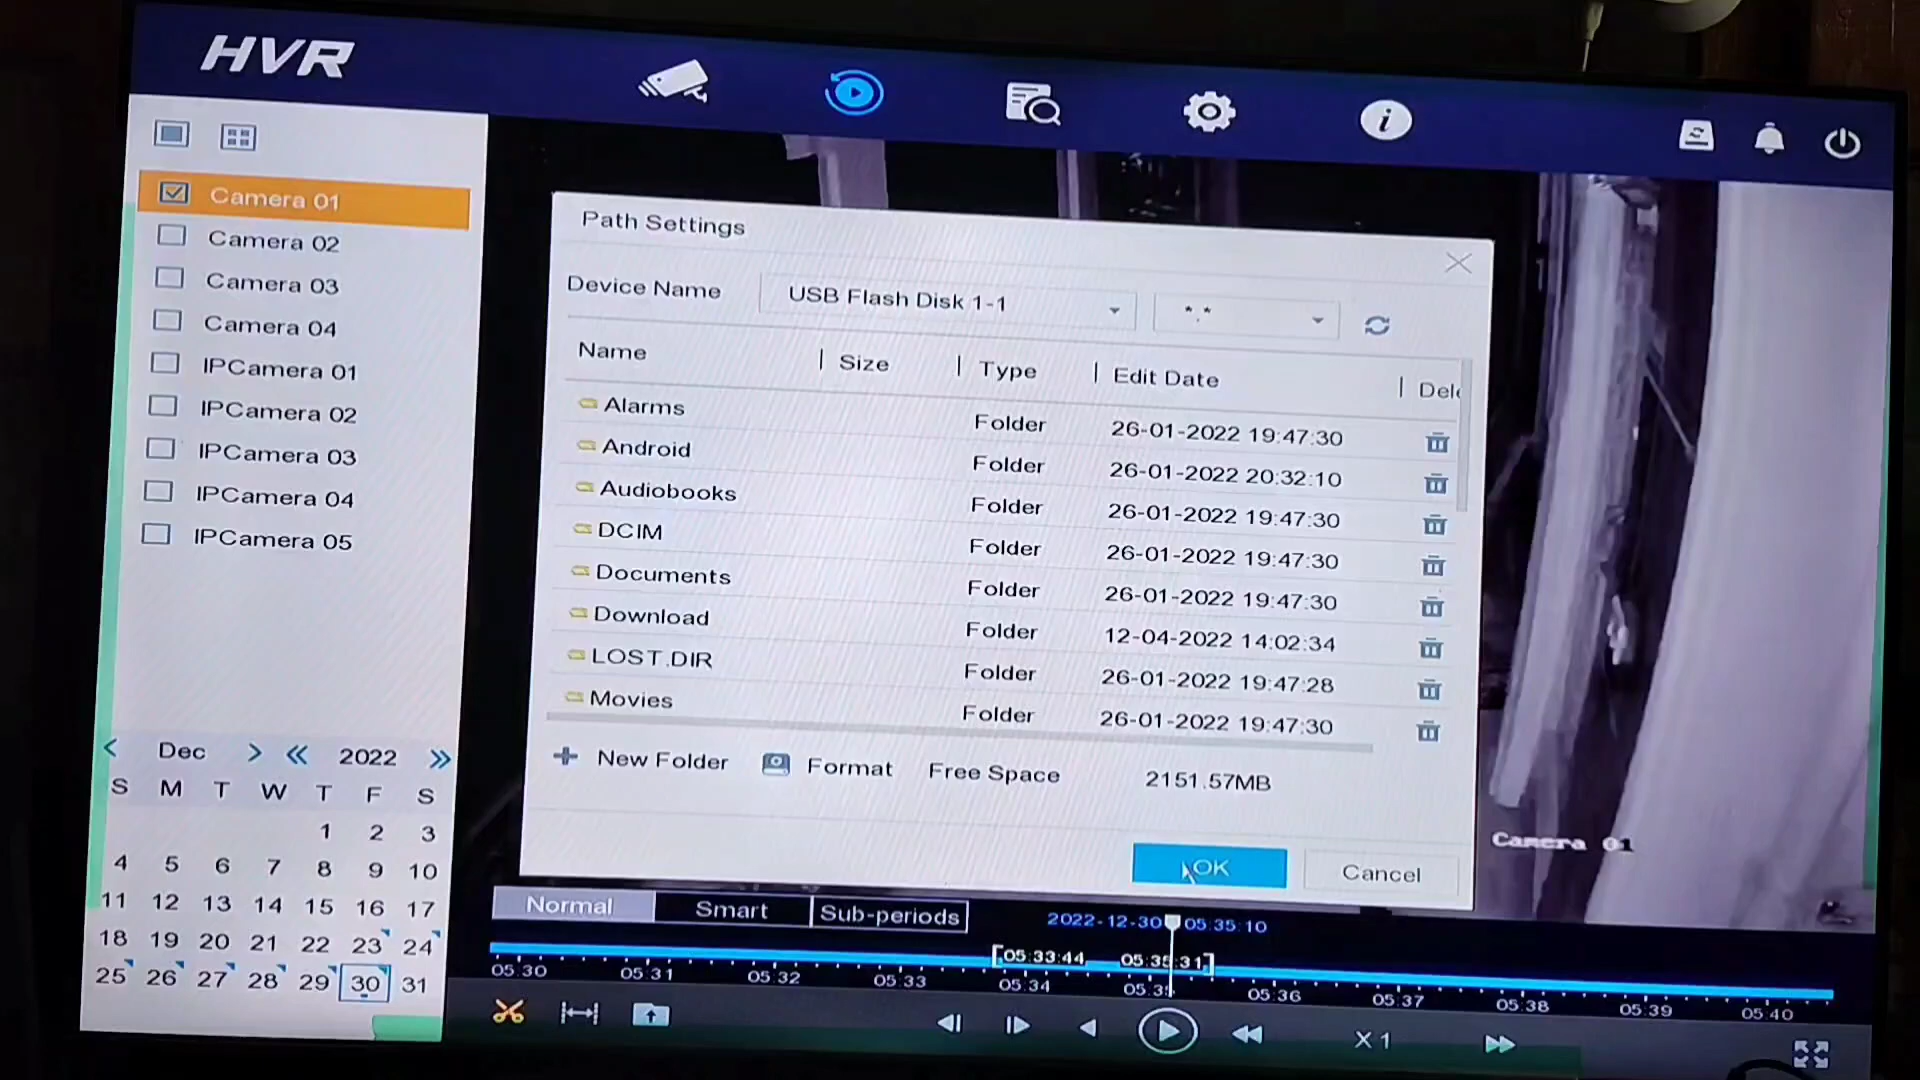 HVR
Camera 01
Camera 02
Camera 03
Camera 04
IPCamera 01
IPCamera 02
IPCamera 03
IPCamera 04
IPCamera 05
Path Settings
Device Name USB Flash Disk 1-1 *.*
Name Size Type Edit Date Dele
Alarms Folder 26-01-2022 19:47:30
Android Folder 26-01-2022 20:32:10
Audiobooks Folder 26-01-2022 19:47:30
DCIM Folder 26-01-2022 19:47:30
Documents Folder 26-01-2022 19:47:30
Download Folder 12-04-2022 14:02:34
LOST.DIR Folder 26-01-2022 19:47:28
Movies Folder 26-01-2022 19:47:30
New Folder Format Free Space 2151.57MB
OK Cancel
Camera 01
< Dec > << 2022 >>
S M T W T F S
1 2 3
4 5 6 7 8 9 10
11 12 13 14 15 16 17
18 19 20 21 22 23 24
25 26 27 28 29 30 31
Normal Smart Sub-periods 2022-12-30 05:35:10
[05:33:44 05:35:31]
05:30 05:31 05:32 05:33 05:34 05:35 05:36 05:37 05:38 05:39 05:40
X 1